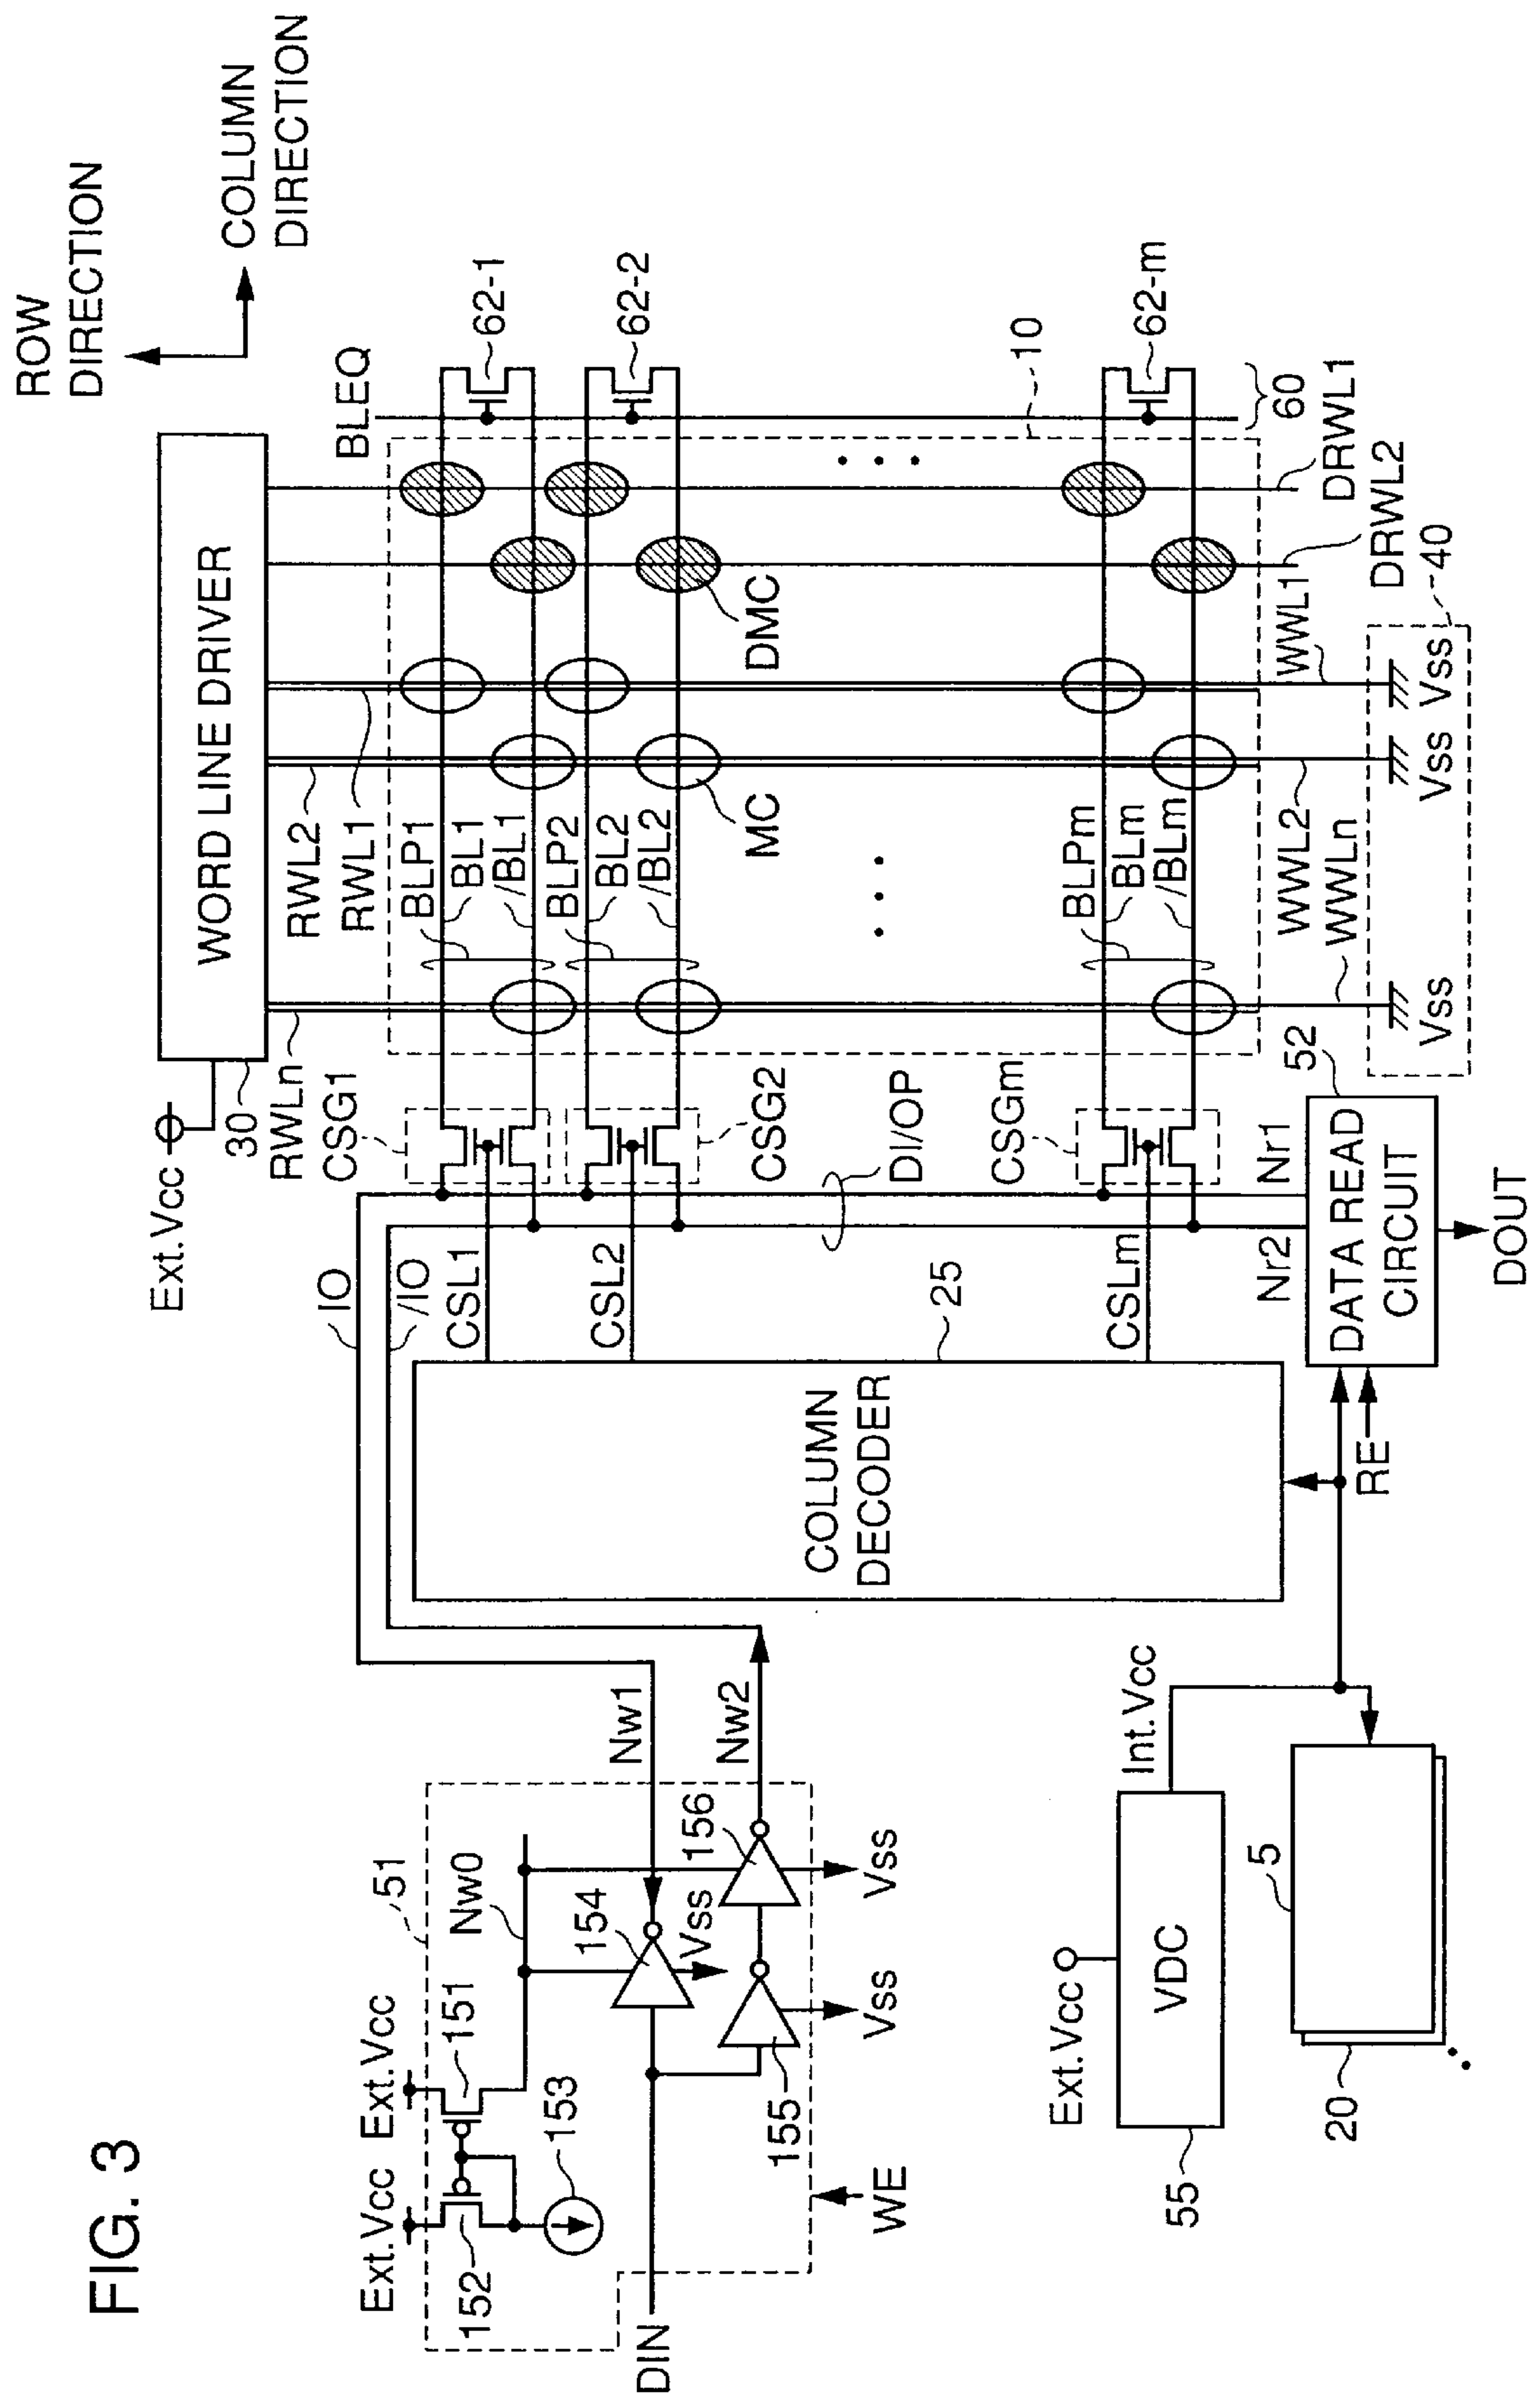 FIG. 3
ROW
DIRECTION
COLUMN
DIRECTION
Ext.Vcc
30
WORD LINE DRIVER
RWLn
RWL2
RWL1
BLEQ
CSG1
BLP1
BL1
/BL1
62-1
BLP2
BL2
/BL2
62-2
CSG2
MC
DMC
DI/OP
CSGm
BLPm
BLm
/BLm
10
62-m
60
DRWL1
DRWL2
WWL1
WWL2
WWLn
40
Vss
Vss
Vss
IO
/IO
CSL1
CSL2
CSLm
25
COLUMN
DECODER
Nr1
Nr2
52
DATA READ
CIRCUIT
DOUT
RE
51
Ext.Vcc
Ext.Vcc
152
151
153
Nw0
154
Nw1
Vss
156
Nw2
155
Vss
Vss
DIN
WE
Ext.Vcc
VDC
55
Int.Vcc
5
20